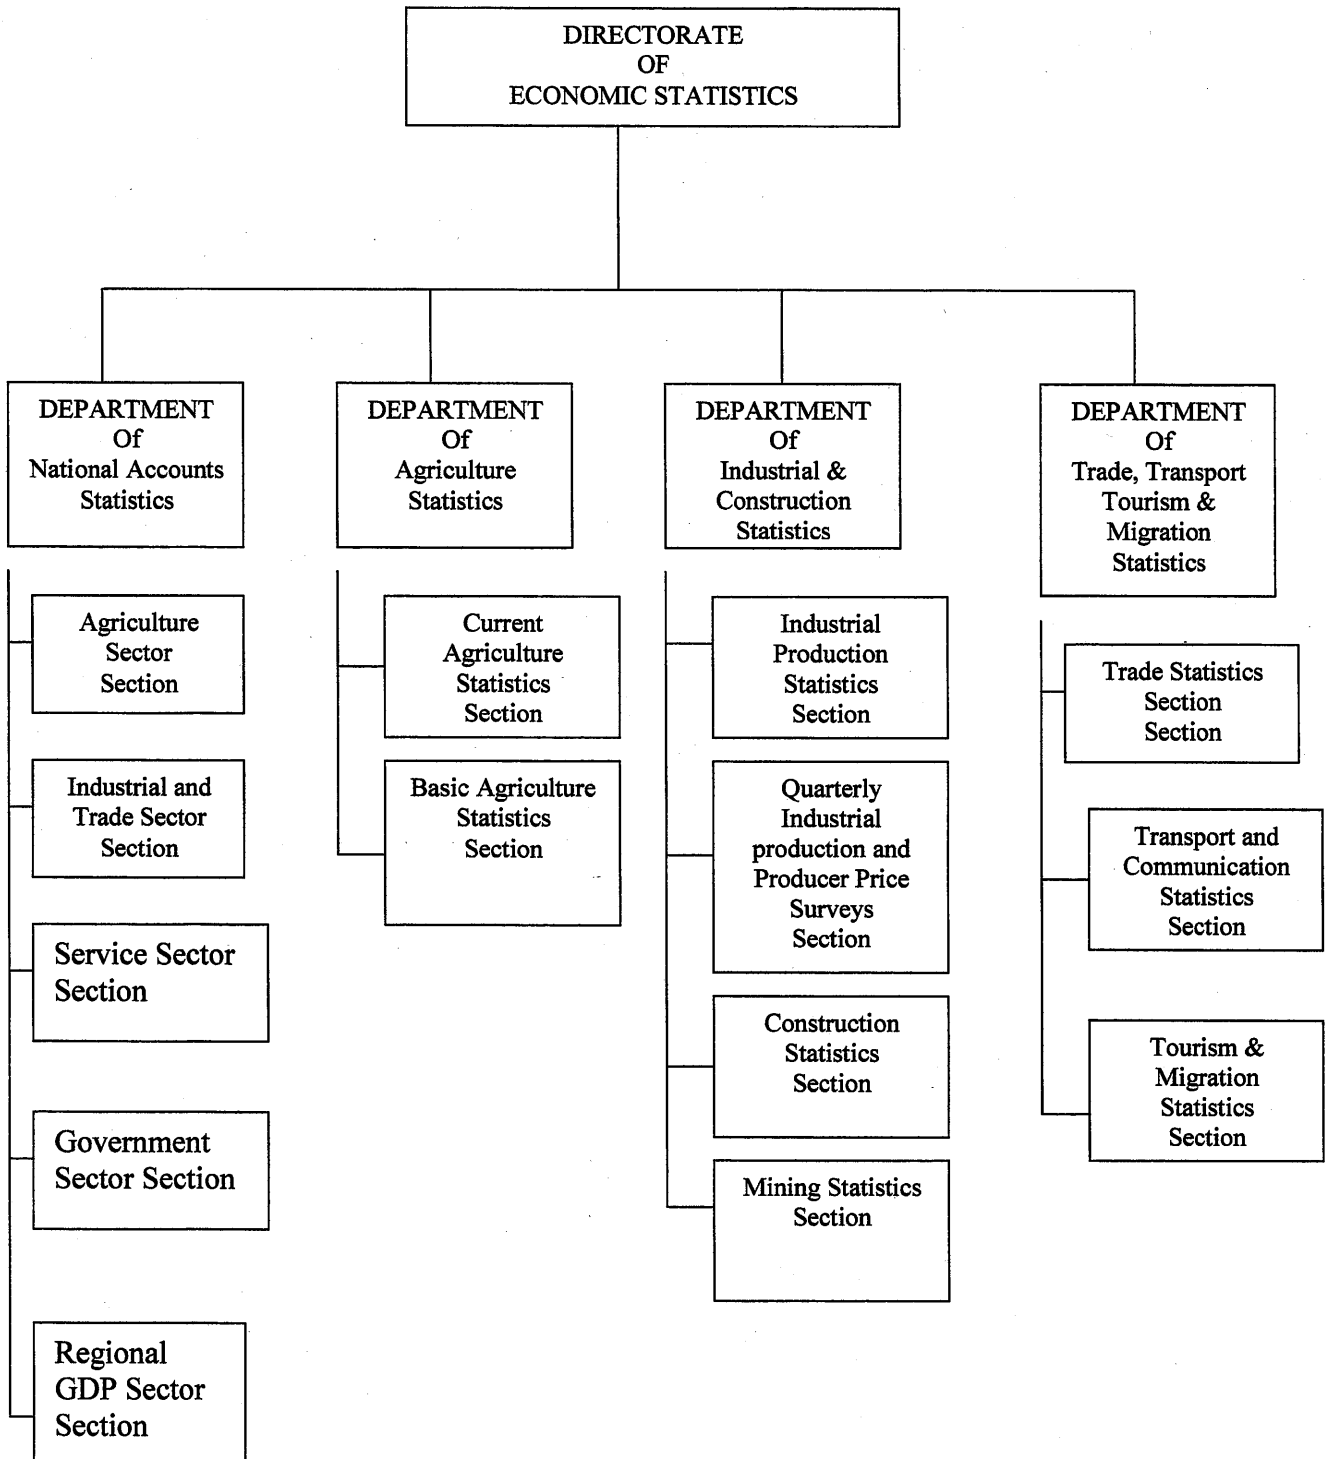 DIRECTORATE
OF
ECONOMIC STATISTICS
DEPARTMENT
Of
National Accounts
Statistics
DEPARTMENT
Of
Agriculture
Statistics
DEPARTMENT
Of
Industrial &
Construction
Statistics
DEPARTMENT
Of
Trade, Transport
Tourism &
Migration
Statistics
Agriculture
Sector
Section
Industrial and
Trade Sector
Section
Service Sector
Section
Government
Sector Section
Regional
GDP Sector
Section
Current
Agriculture
Statistics
Section
Basic Agriculture
Statistics
Section
Industrial
Production
Statistics
Section
Quarterly
Industrial
production and
Producer Price
Surveys
Section
Construction
Statistics
Section
Mining Statistics
Section
Trade Statistics
Section
Section
Transport and
Communication
Statistics
Section
Tourism &
Migration
Statistics
Section